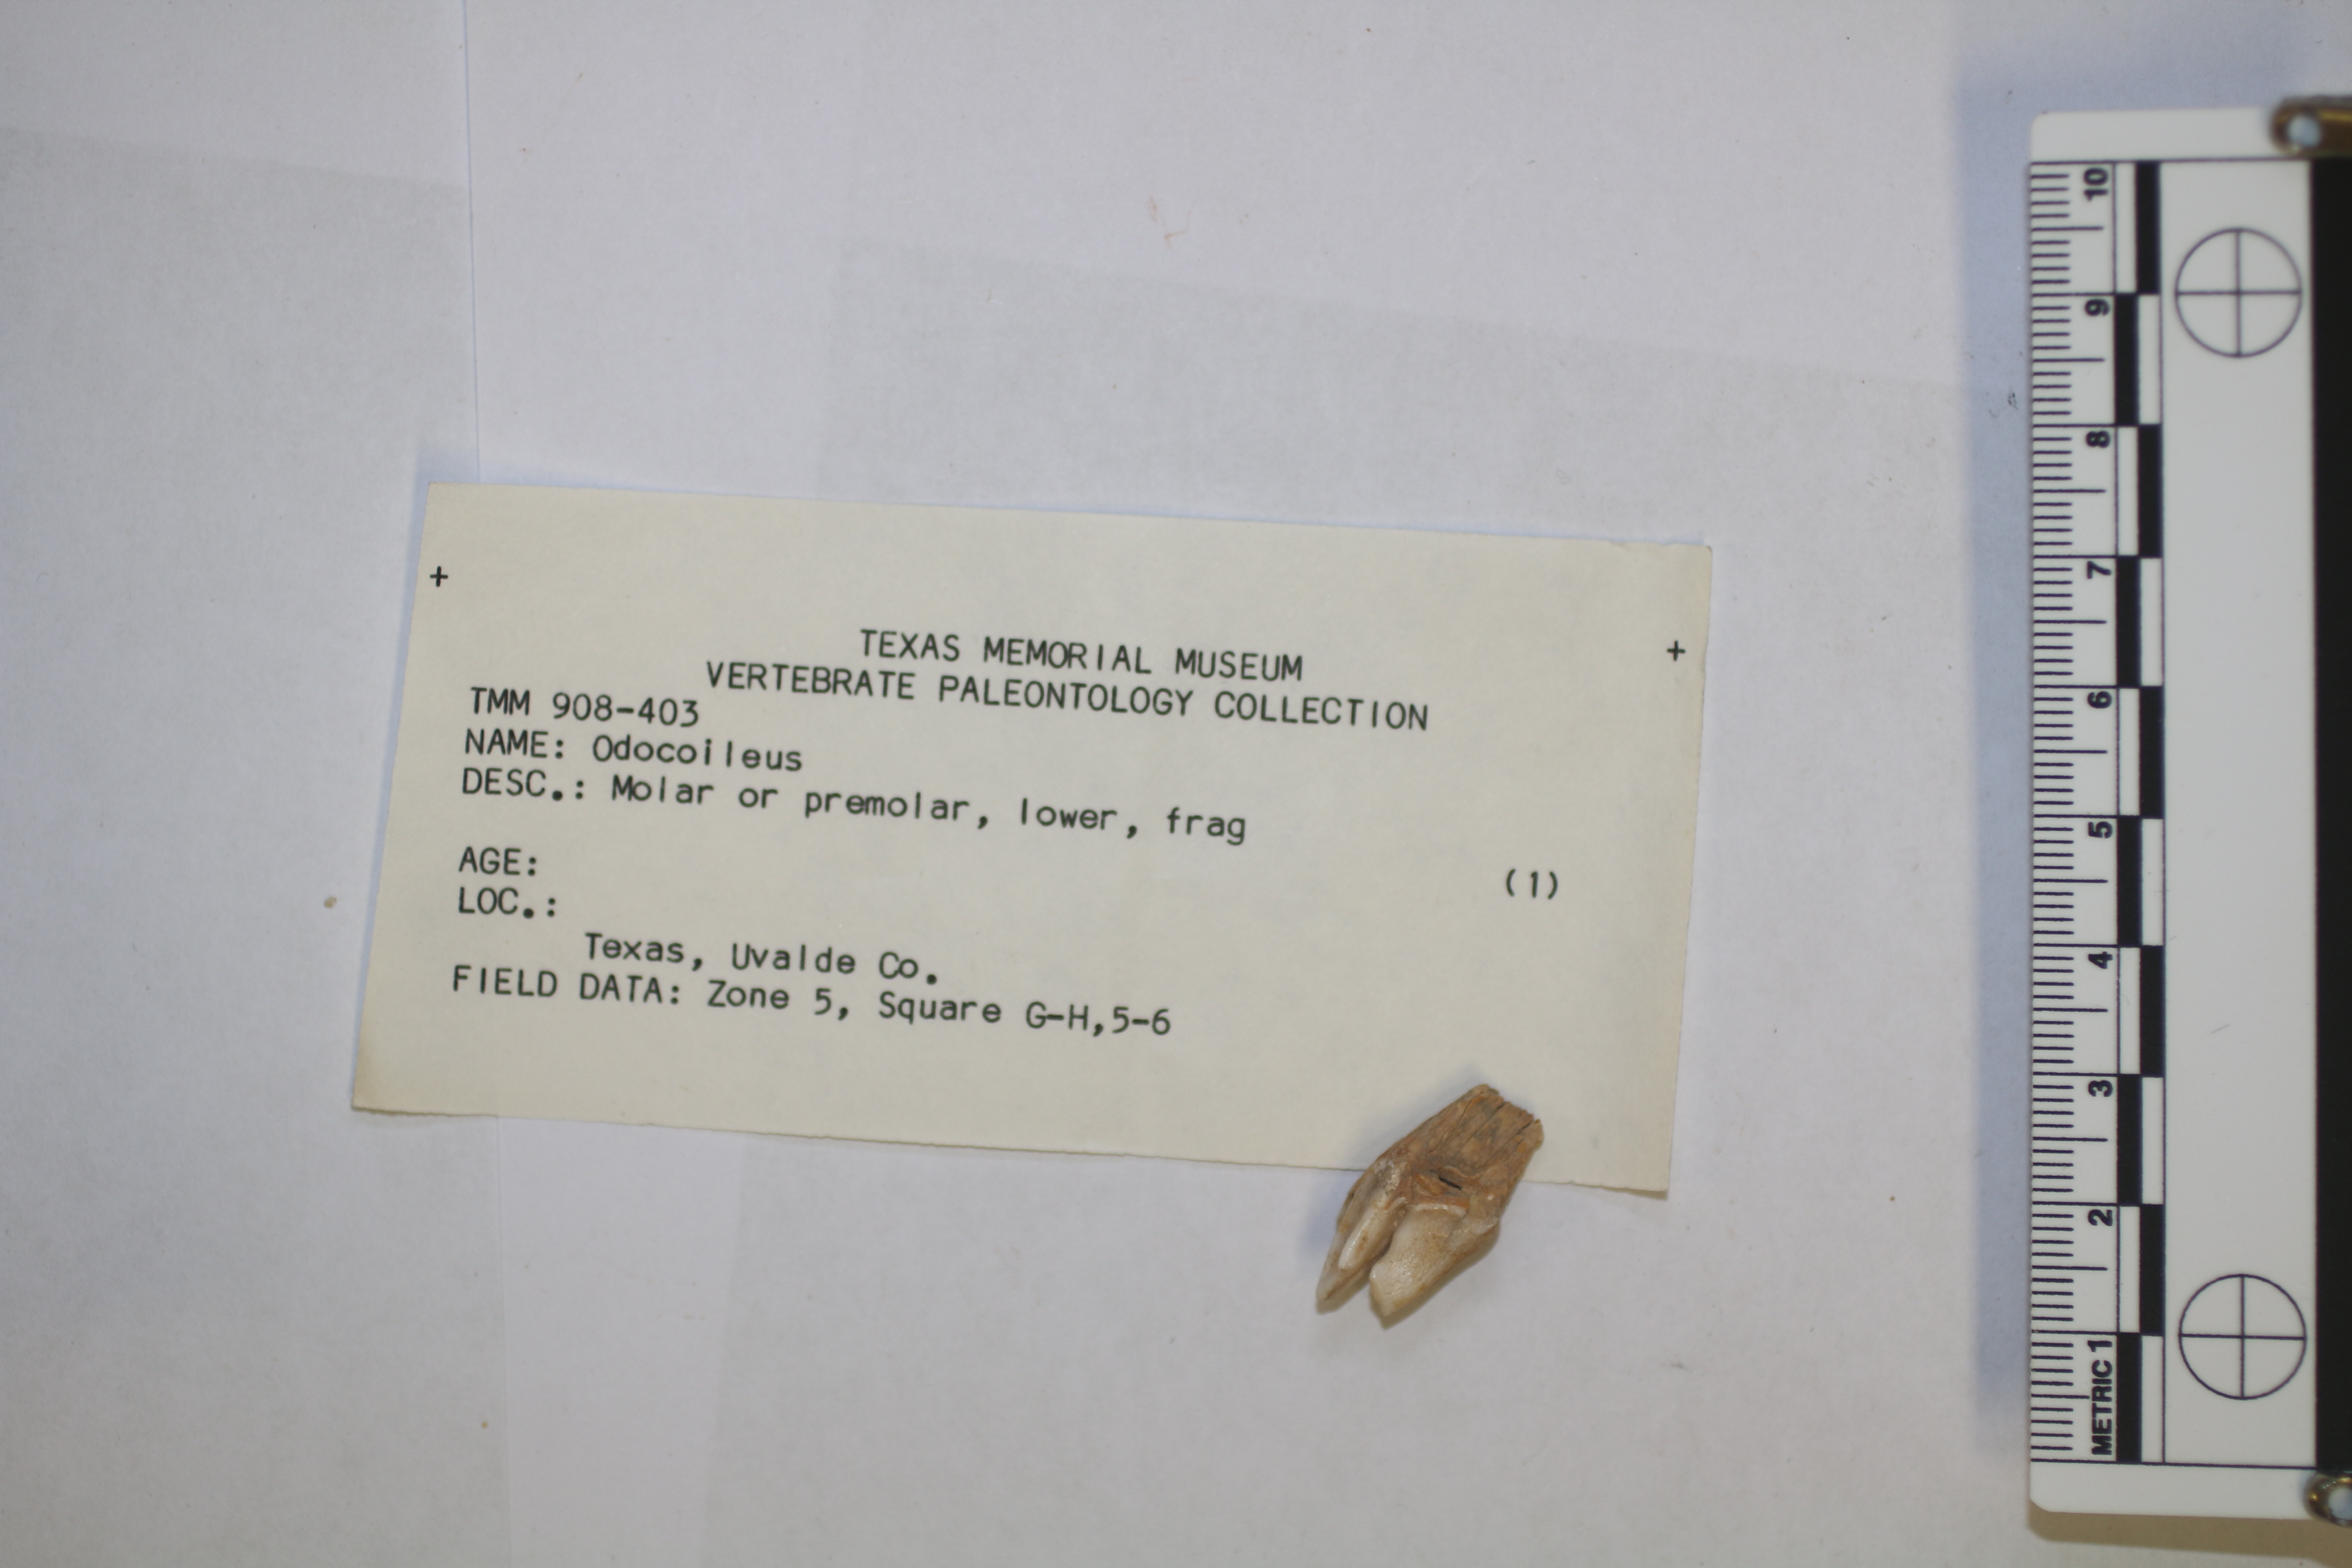 +
+
TEXAS MEMORIAL MUSEUM
VERTEBRATE PALEONTOLOGY COLLECTION
TMM 908-403
NAME: Odocoileus
DESC.: Molar or premolar, lower, frag
AGE:
(1)
LOC.:
Texas, Uvalde Co.
FIELD DATA: Zone 5, Square G-H,5-6
10
9
8
7
6
5
4
3
2
METRIC 1